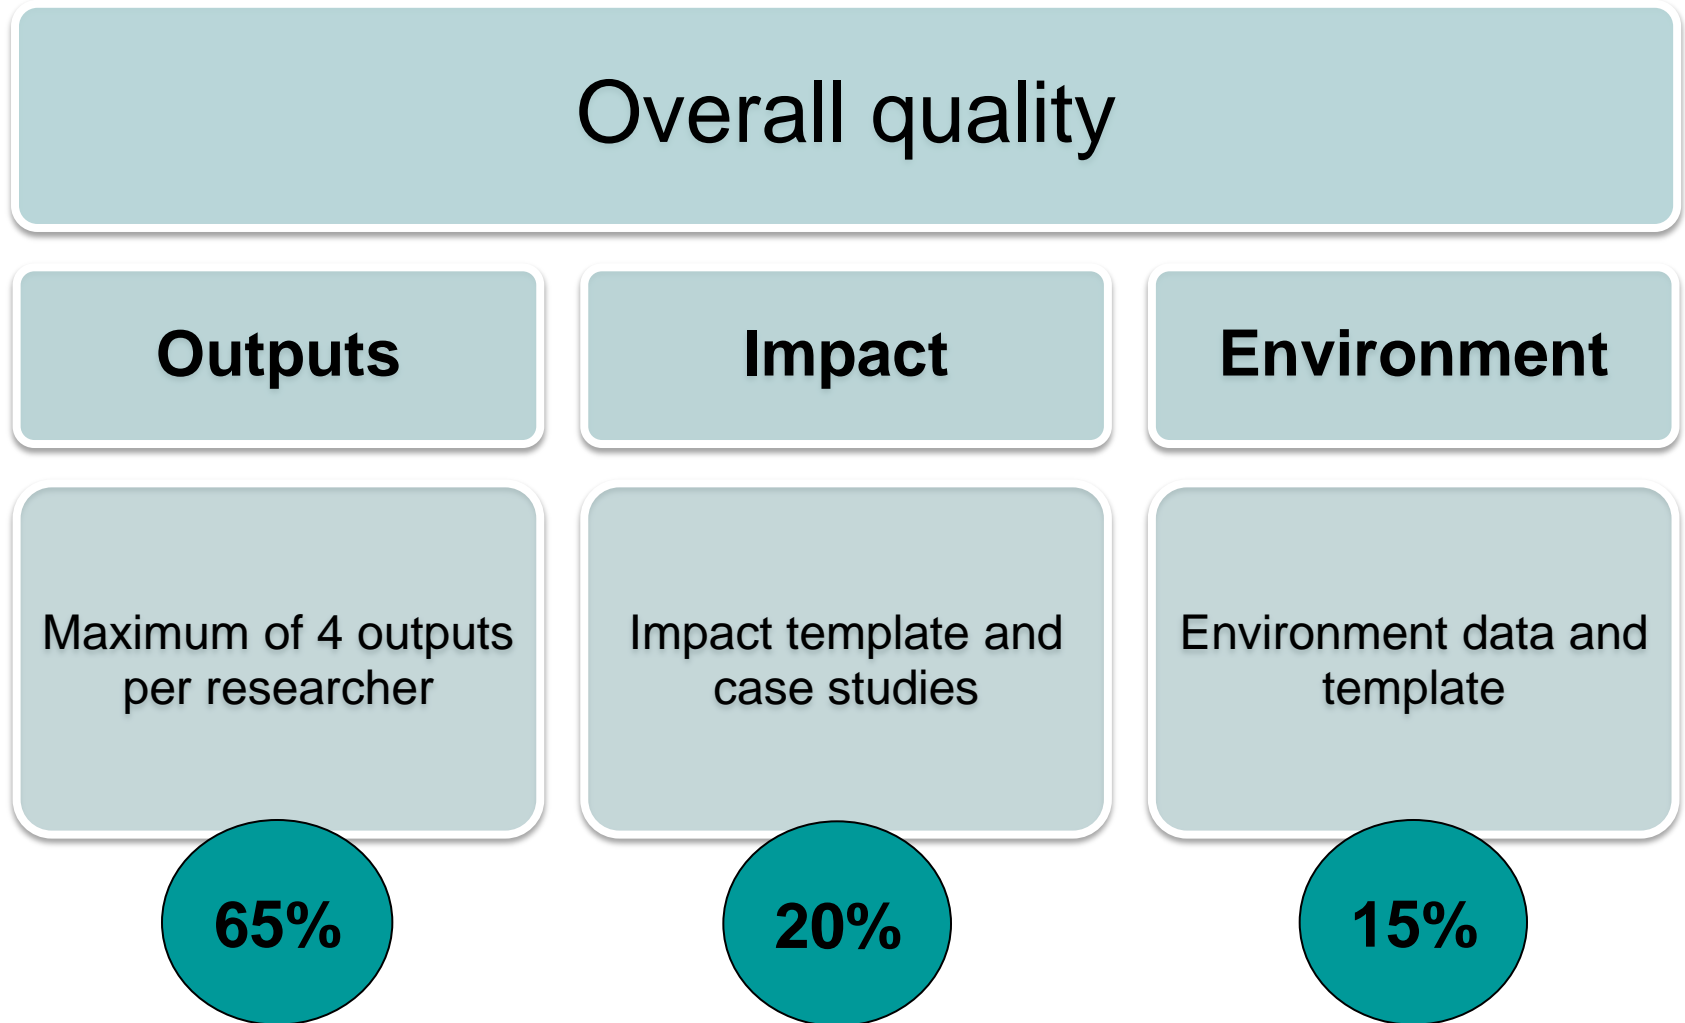 Overall quality
Outputs
Impact
Environment
Maximum of 4 outputs
per researcher
Impact template and
case studies
Environment data and
template
65%
20%
15%